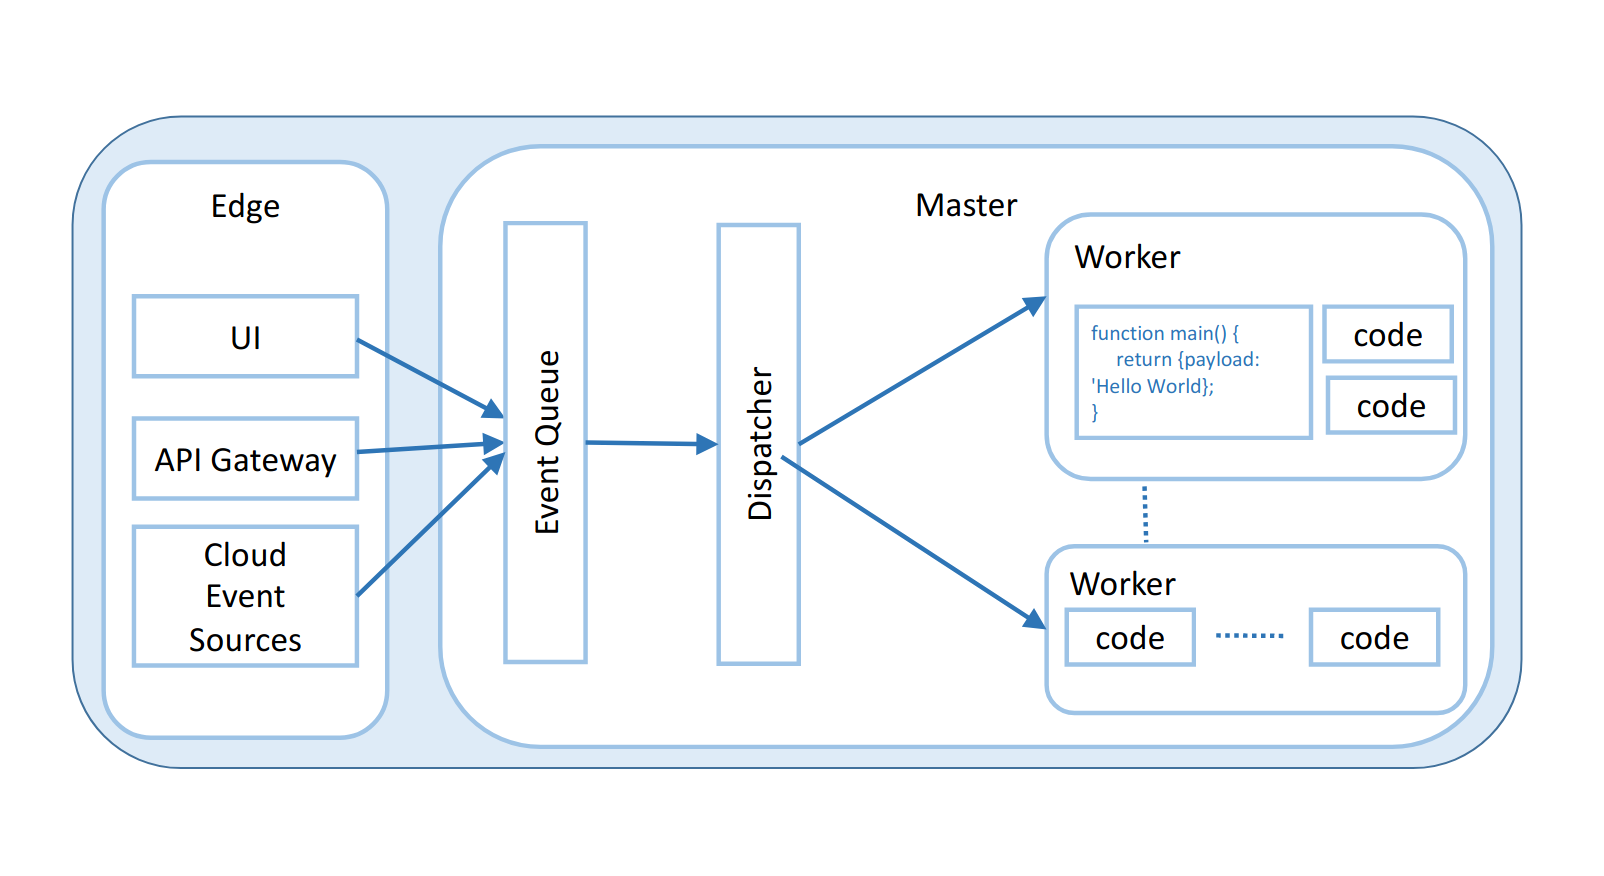 Edge
UI
API Gateway
Cloud
Event
Sources
Event Queue
Dispatcher
Master
Worker
function main() {
return {payload:
'Hello World};
}
code
code
Worker
code
code